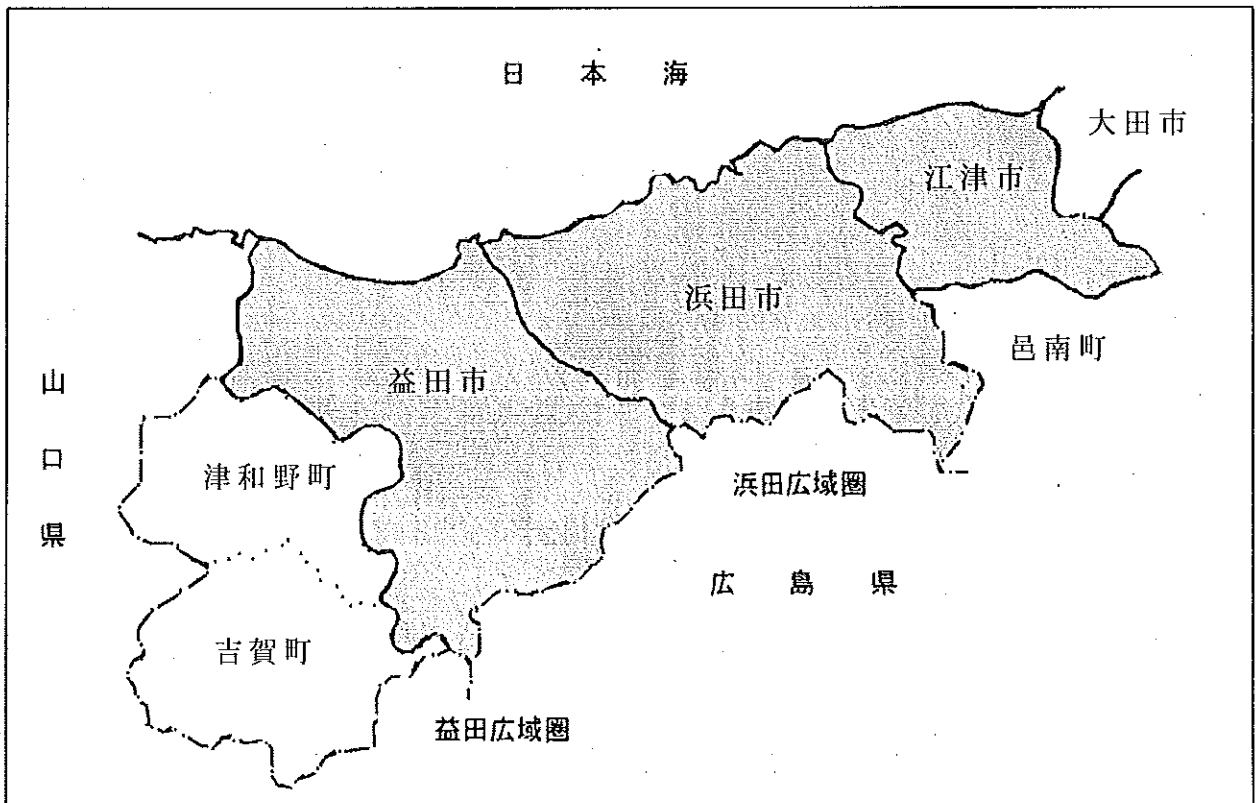 日本海
大田市
江津市
浜田市
邑南町
益田市
山口県
津和野町
浜田広域圏
広島県
吉賀町
益田広域圏